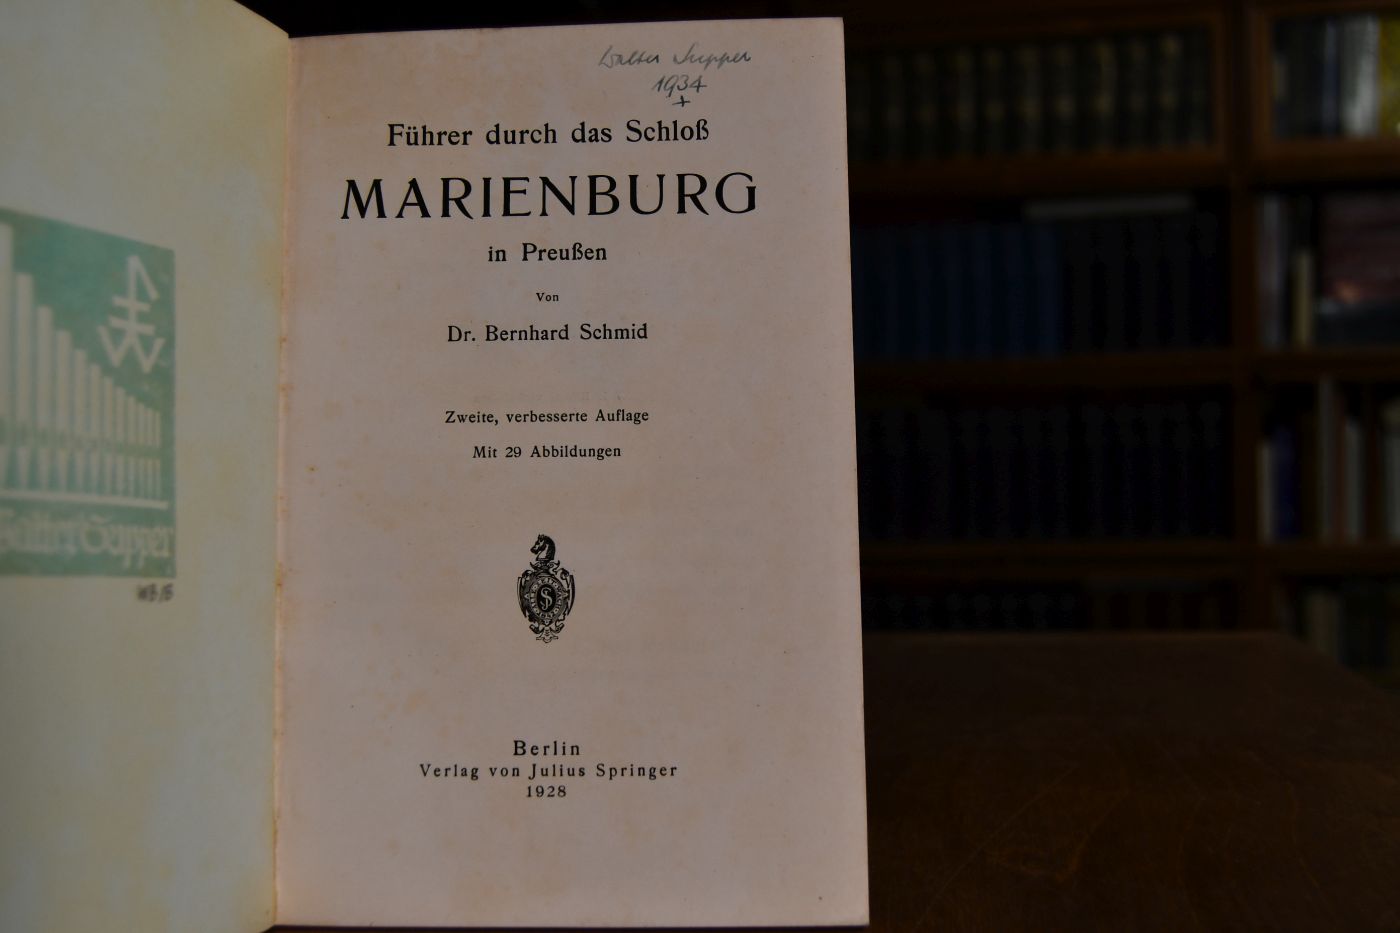 Walter Supper
1934
+
Führer durch das Schloß
MARIENBURG
in Preußen
Von
Dr. Bernhard Schmid
Zweite, verbesserte Auflage
Mit 29 Abbildungen
Berlin
Verlag von Julius Springer
1928
Supper